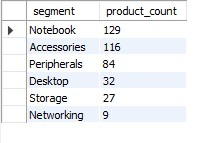 segment product_count
Notebook 129
Accessories 116
Peripherals 84
Desktop 32
Storage 27
Networking 9